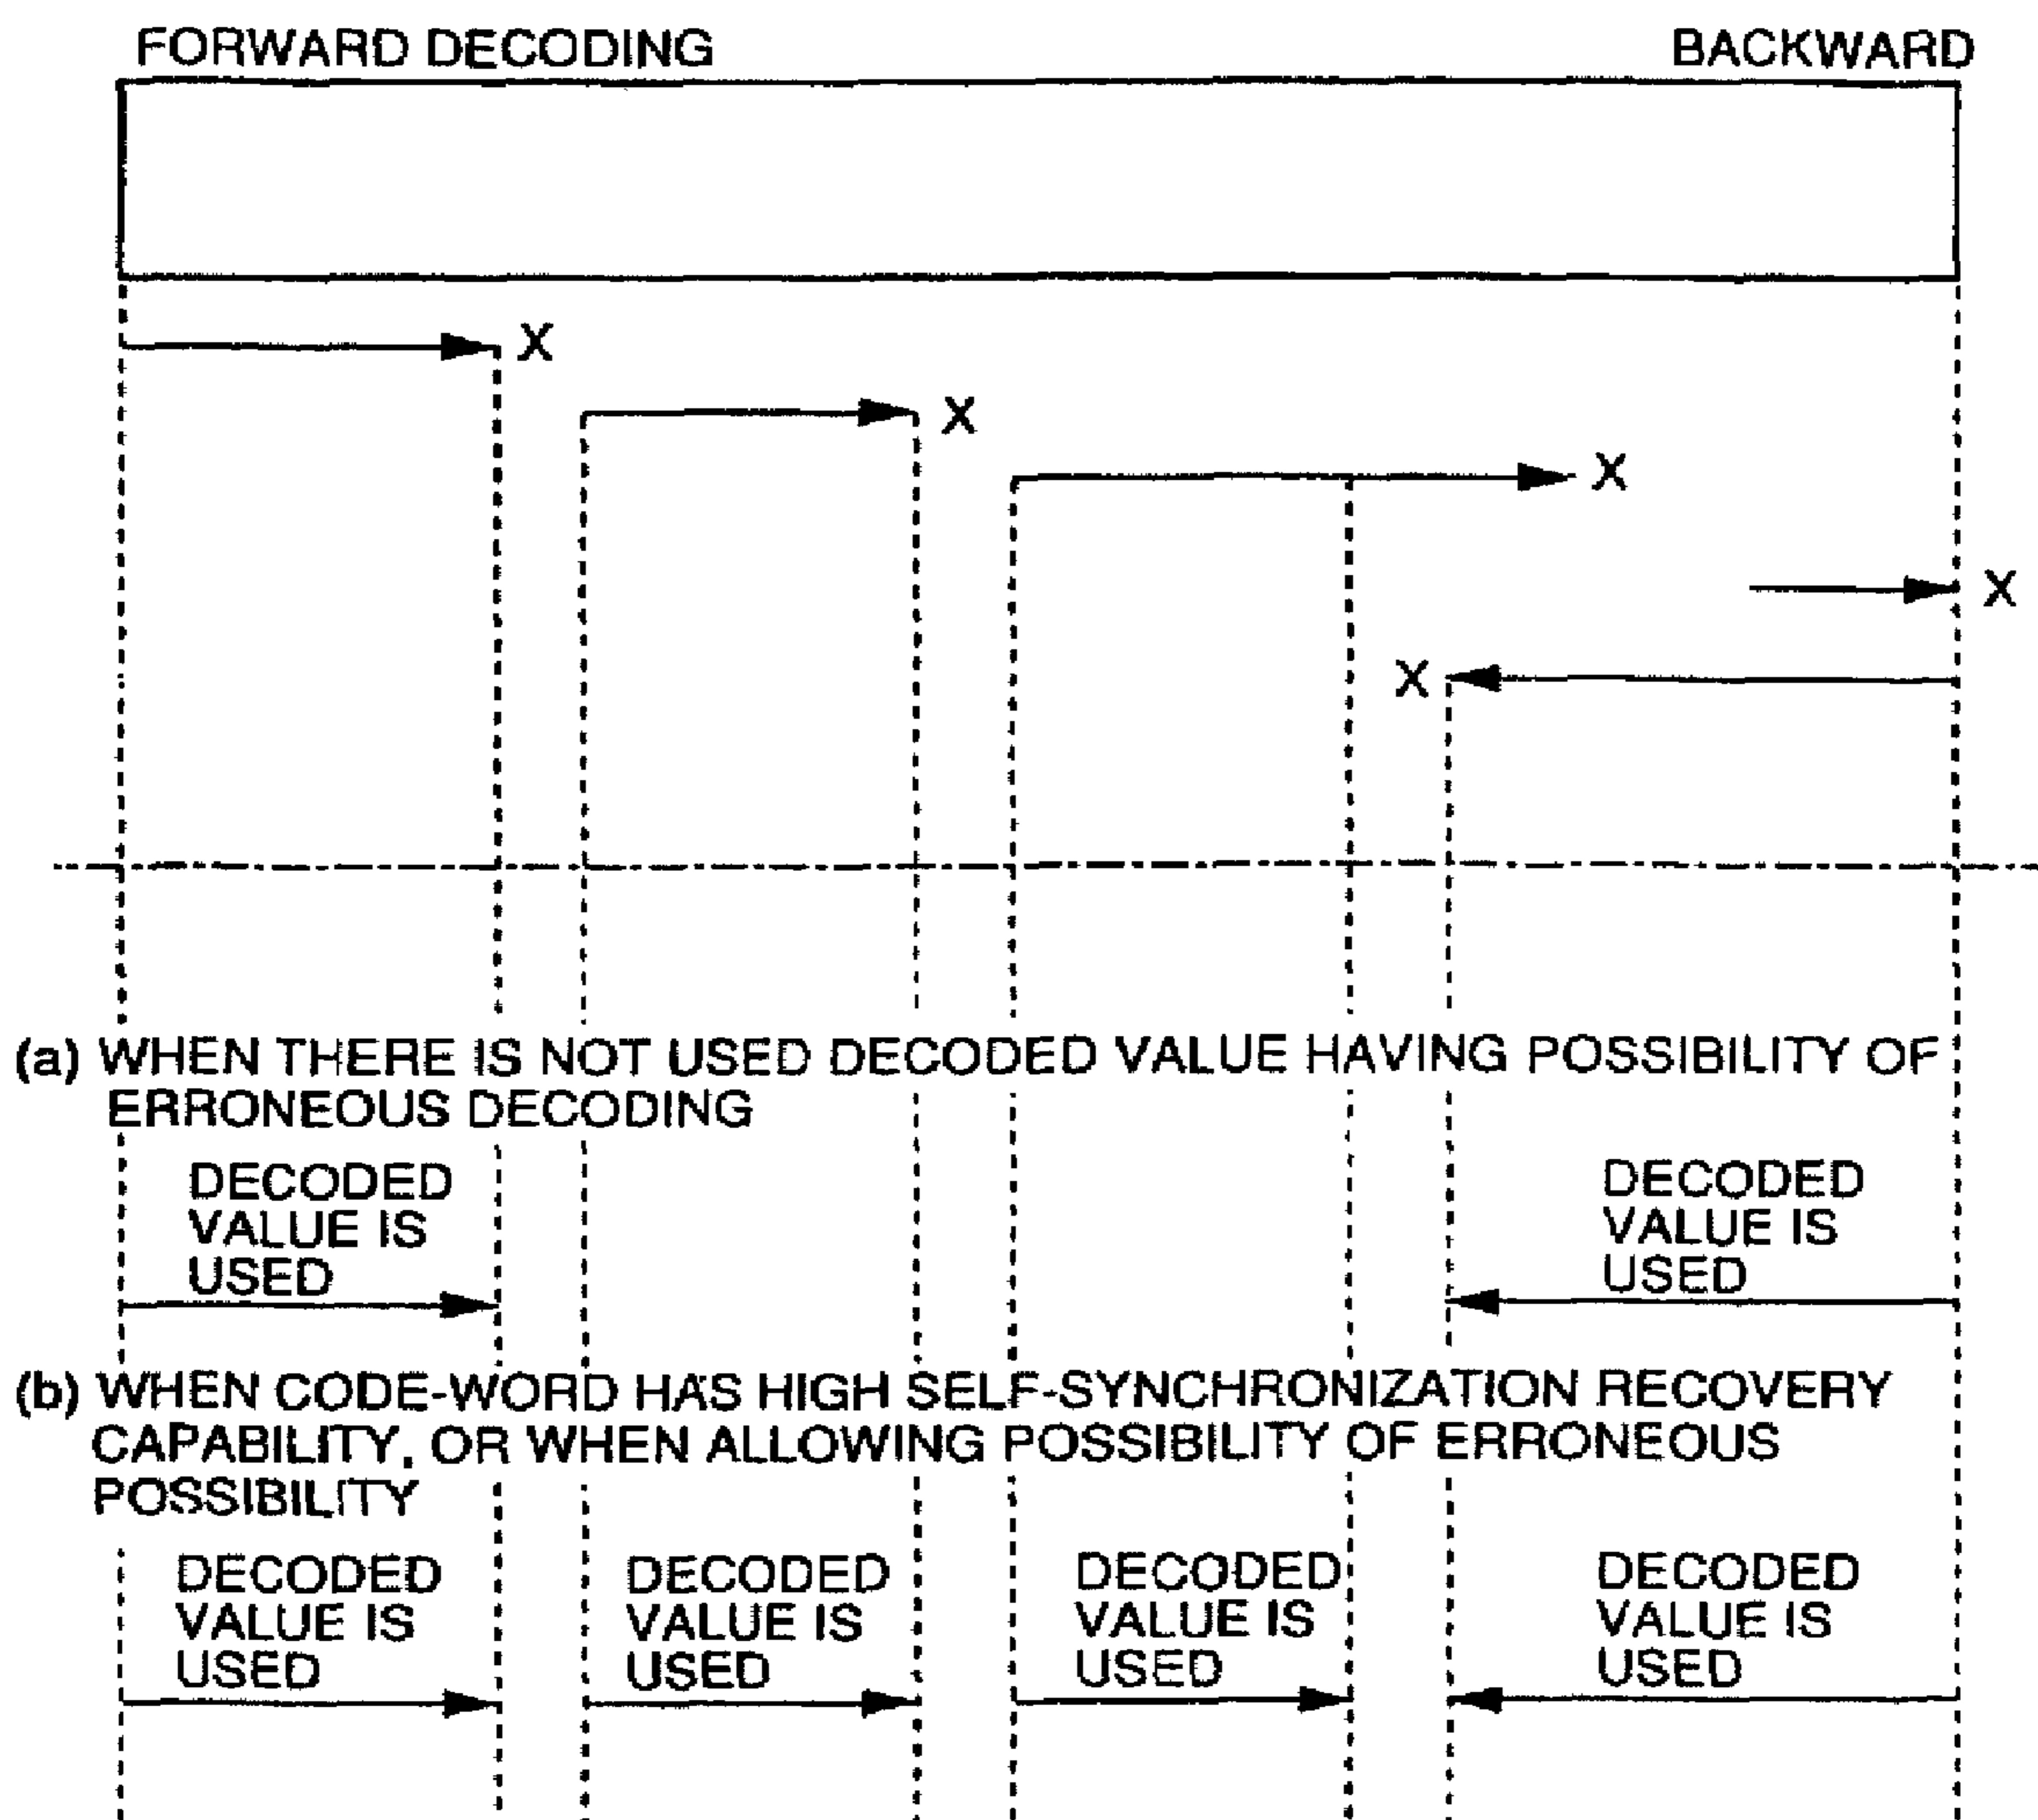 FORWARD DECODING
BACKWARD
X
X
X
X
X
(a) WHEN THERE IS NOT USED DECODED VALUE HAVING POSSIBILITY OF
ERRONEOUS DECODING
DECODED
VALUE IS
USED
DECODED
VALUE IS
USED
(b) WHEN CODE-WORD HAS HIGH SELF-SYNCHRONIZATION RECOVERY
CAPABILITY, OR WHEN ALLOWING POSSIBILITY OF ERRONEOUS
POSSIBILITY
DECODED
VALUE IS
USED
DECODED
VALUE IS
USED
DECODED
VALUE IS
USED
DECODED
VALUE IS
USED